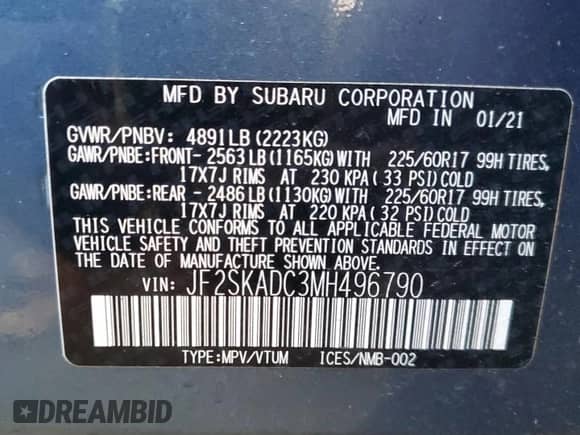 MFD BY SUBARU CORPORATION
MFD IN 01/21
GVWR/PNBV: 4891LB (2223KG)
GAWR/PNBE:FRONT- 2563LB (1165KG) WITH 225/60R17 99H TIRES,
17X7J RIMS AT 230 KPA (33 PSI) COLD
GAWR/PNBE:REAR - 2486LB (1130KG) WITH 225/60R17 99H TIRES,
17X7J RIMS AT 220 KPA (32 PSI) COLD
THIS VEHICLE CONFORMS TO ALL APPLICABLE FEDERAL MOTOR
VEHICLE SAFETY AND THEFT PREVENTION STANDARDS IN EFFECT ON
THE DATE OF MANUFACTURE SHOWN ABOVE.
VIN: JF2SKADC3MH496790
TYPE:MPV/VTUM ICES/NMB-002
DREAMBID